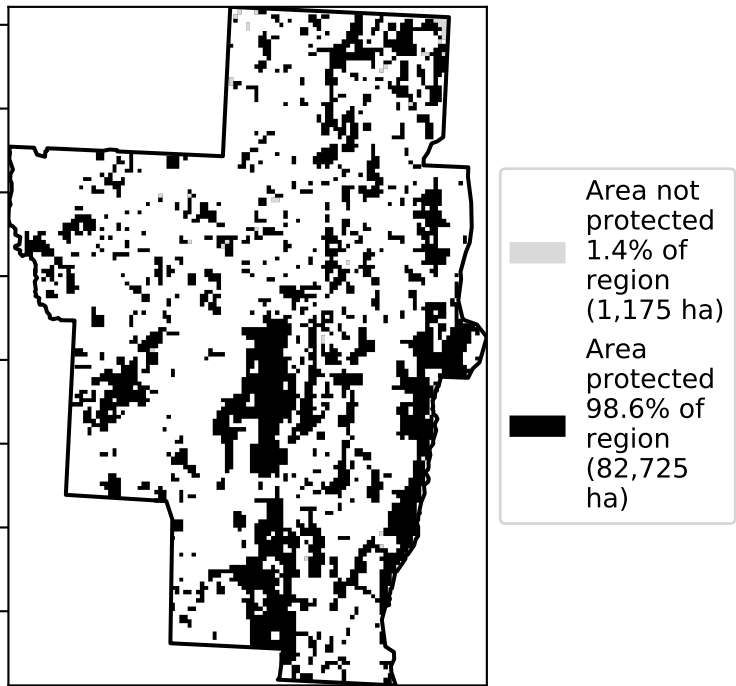 Area not
protected
1.4% of
region
(1,175 ha)
Area
protected
98.6% of
region
(82,725
ha)